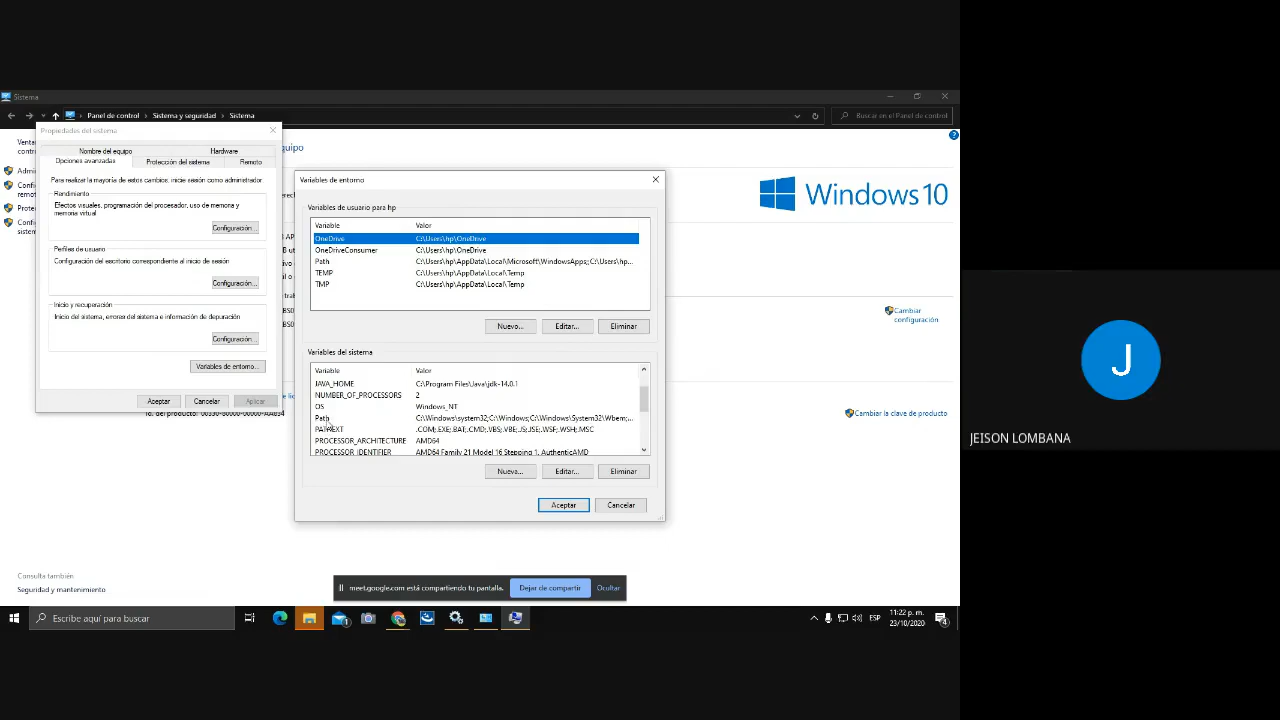 Sistema
Panel de control
Sistema y seguridad
Sistema
Buscar en el Panel de control
Propiedades del sistema
Nombre del equipo
Hardware
Opciones avanzadas
Protección del sistema
Remoto
Para realizar la mayoría de estos cambios, inicie sesión como administrador.
Rendimiento
Efectos visuales, programación del procesador, uso de memoria y
memoria virtual
Configuración...
Perfiles de usuario
Configuración del escritorio correspondiente al inicio de sesión
Configuración...
Inicio y recuperación
Inicio del sistema, errores del sistema e información de depuración
Configuración...
Variables de entorno...
Aceptar
Cancelar
Aplicar
Variables de entorno
Variables de usuario para hp
Variable Valor
OneDrive C:\Users\hp\OneDrive
OneDriveConsumer C:\Users\hp\OneDrive
Path C:\Users\hp\AppData\Local\Microsoft\WindowsApps;C:\Users\hp...
TEMP C:\Users\hp\AppData\Local\Temp
TMP C:\Users\hp\AppData\Local\Temp
Nuevo... Editar... Eliminar
Variables del sistema
Variable Valor
JAVA_HOME C:\Program Files\Java\jdk-14.0.1
NUMBER_OF_PROCESSORS 2
OS Windows_NT
Path C:\Windows\system32;C:\Windows;C:\Windows\System32\Wbem;...
PATHEXT .COM;.EXE;.BAT;.CMD;.VBS;.VBE;.JS;.JSE;.WSF;.WSH;.MSC
PROCESSOR_ARCHITECTURE AMD64
PROCESSOR_IDENTIFIER AMD64 Family 21 Model 16 Stepping 1, AuthenticAMD
Nueva... Editar... Eliminar
Aceptar Cancelar
Windows 10
Cambiar
configuración
Cambiar la clave de producto
Consulta también
Seguridad y mantenimiento
meet.google.com está compartiendo tu pantalla.
Dejar de compartir
Ocultar
Escribe aquí para buscar
ESP
11:22 p. m.
23/10/2020
4
J
JEISON LOMBANA